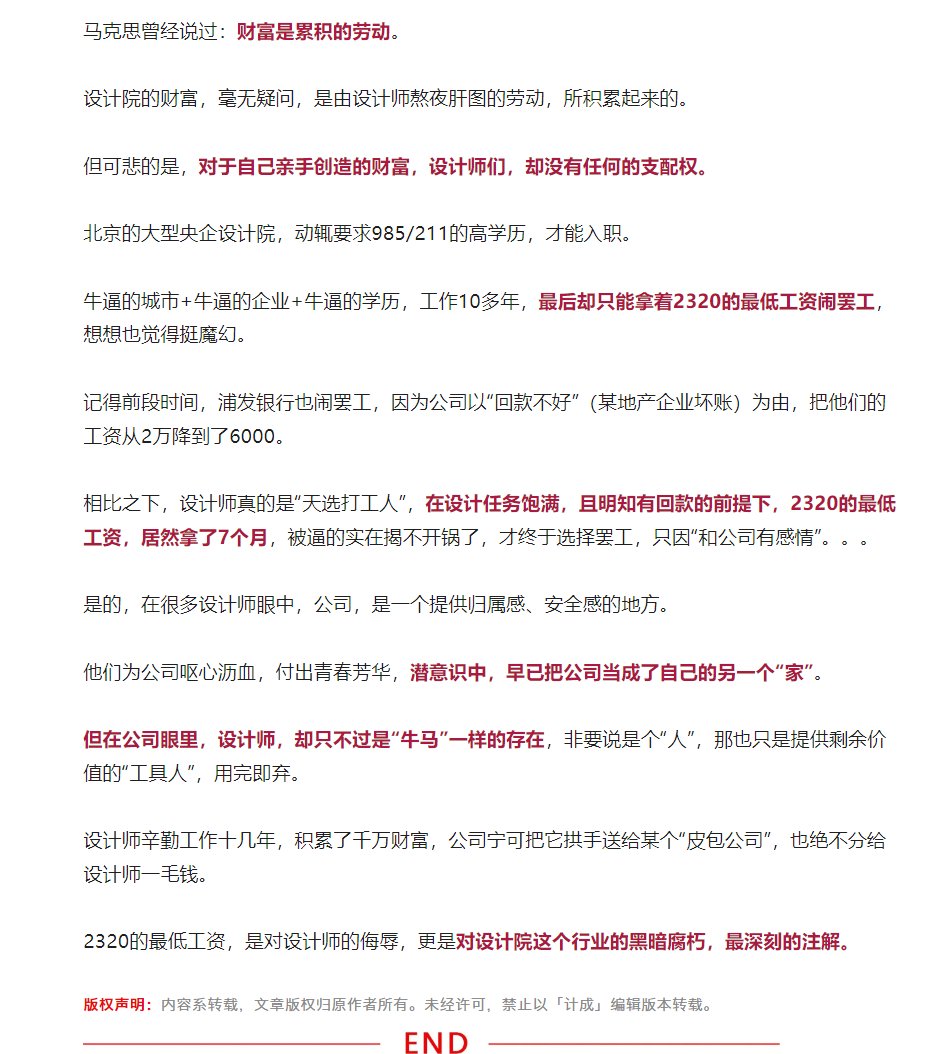 马克思曾经说过：财富是累积的劳动。
设计院的财富，毫无疑问，是由设计师熬夜肝图的劳动，所积累起来的。
但可悲的是，对于自己亲手创造的财富，设计师们，却没有任何的支配权。
北京的大型央企设计院，动辄要求985/211的高学历，才能入职。
牛逼的城市+牛逼的企业+牛逼的学历，工作10多年，最后却只能拿着2320的最低工资闹罢工，
想想也觉得挺魔幻。
记得前段时间，浦发银行也闹罢工，因为公司以“回款不好”（某地产企业坏账）为由，把他们的
工资从2万降到了6000。
相比之下，设计师真的是“天选打工人”，在设计任务饱满，且明知有回款的前提下，2320的最低
工资，居然拿了7个月，被逼的实在揭不开锅了，才终于选择罢工，只因“和公司有感情”。。。
是的，在很多设计师眼中，公司，是一个提供归属感、安全感的地方。
他们为公司呕心沥血，付出青春芳华，潜意识中，早已把公司当成了自己的另一个“家”。
但在公司眼里，设计师，却只不过是“牛马”一样的存在，非要说是个“人”，那也只是提供剩余价
值的“工具人”，用完即弃。
设计师辛勤工作十几年，积累了千万财富，公司宁可把它拱手送给某个“皮包公司”，也绝不分给
设计师一毛钱。
2320的最低工资，是对设计师的侮辱，更是对设计院这个行业的黑暗腐朽，最深刻的注解。
版权声明：内容系转载，文章版权归原作者所有。未经许可，禁止以「计成」编辑版本转载。
END